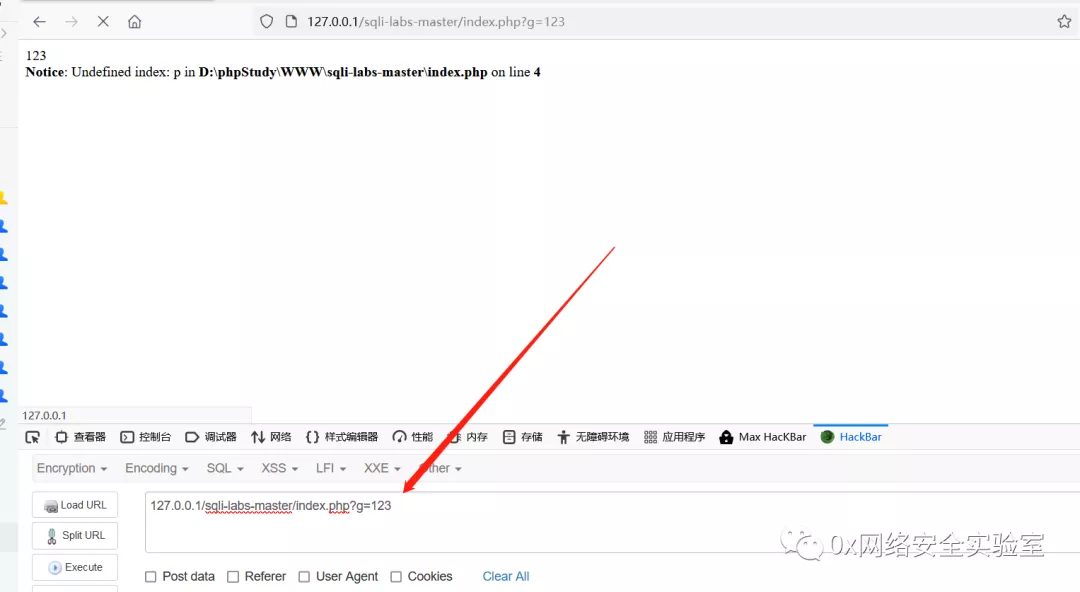 127.0.0.1/sqli-labs-master/index.php?g=123
123
Notice: Undefined index: p in D:\phpStudy\WWW\sqli-labs-master\index.php on line 4
127.0.0.1
查看器 控制台 调试器 网络 {} 样式编辑器 性能 内存 存储 无障碍环境 应用程序 Max HacKBar HackBar
Encryption Encoding SQL XSS LFI XXE
Load URL 127.0.0.1/sqli-labs-master/index.php?g=123
Split URL
Execute
0x网络安全实验室
Post data Referer User Agent Cookies Clear All